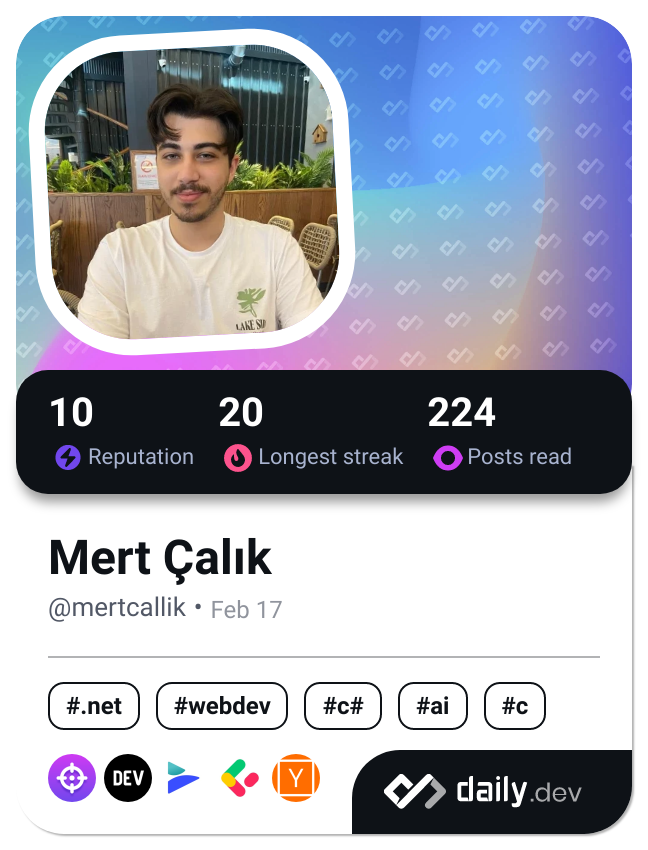 LAKE
10 20 224
Reputation Longest streak Posts read
Mert Çalık
@mertcallik • Feb 17
#.net #webdev #c# #ai #c
DEV Y
daily.dev